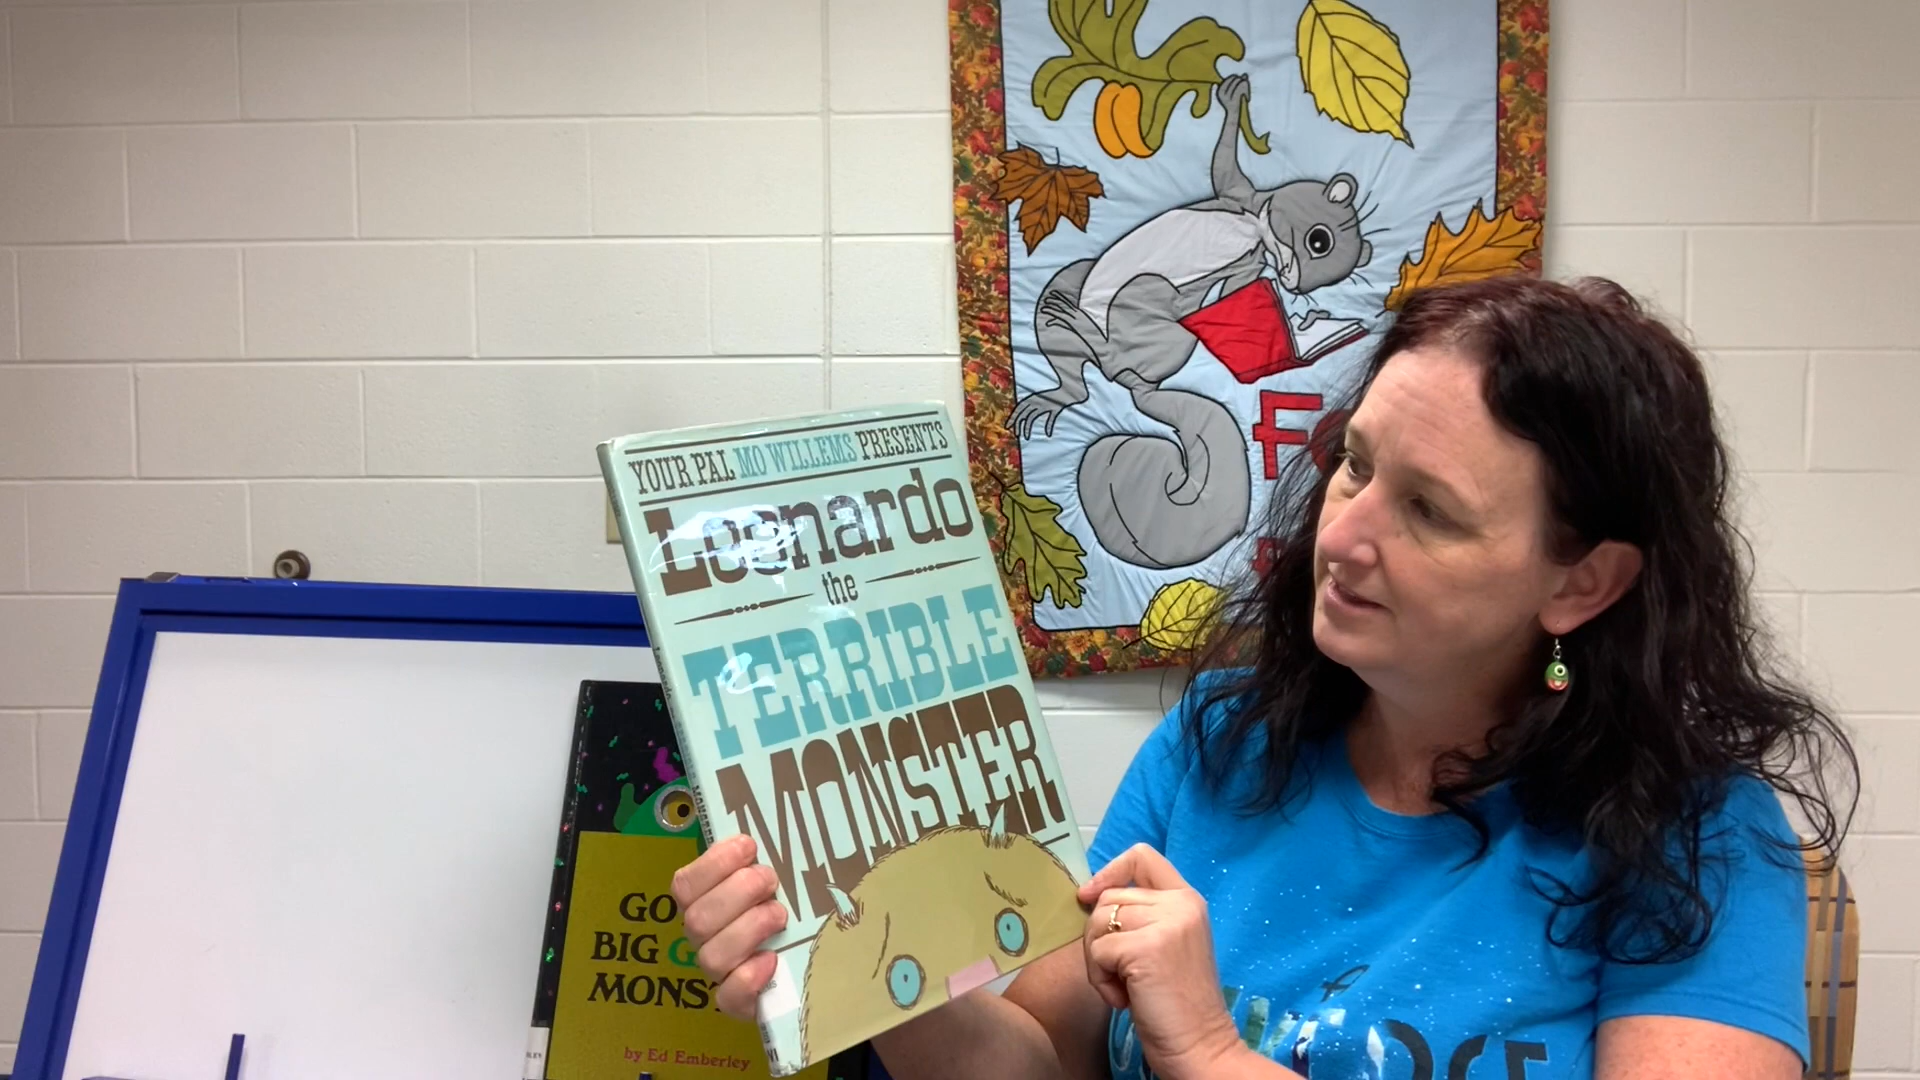 YOUR PAL MO WILLEMS PRESENTS
Leonardo
the
TERRIBLE
MONSTER
GO
BIG G
MONST
by Ed Emberley
F